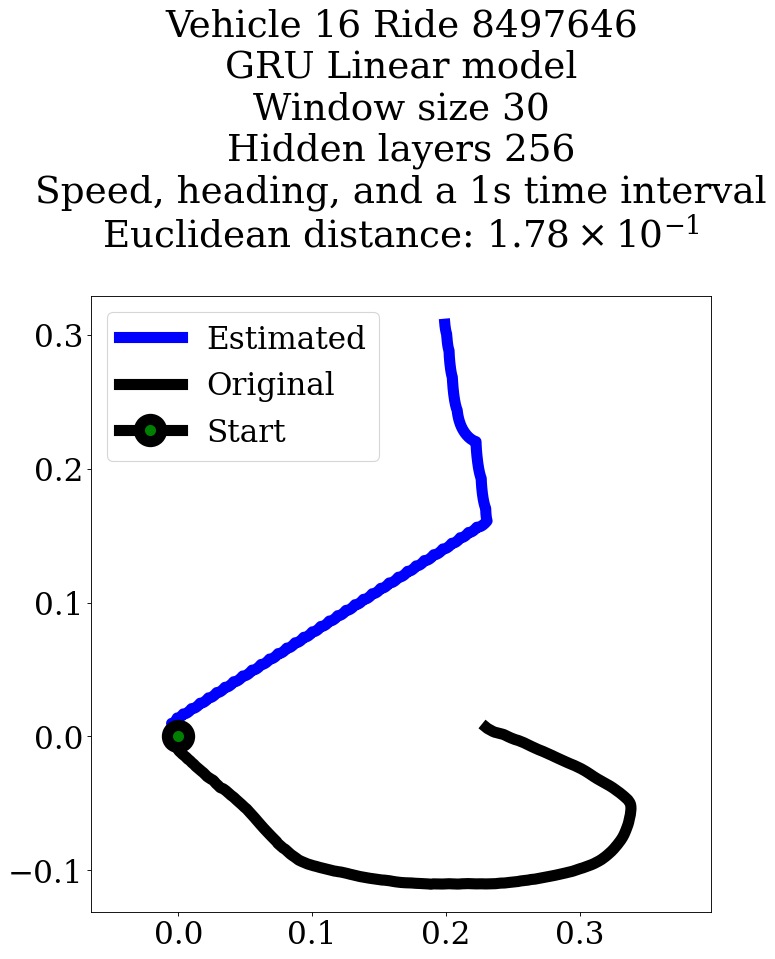 Vehicle 16 Ride 8497646
GRU Linear model
Window size 30
Hidden layers 256
Speed, heading, and a 1s time interval
Euclidean distance: 1.78 × 10⁻¹
Estimated
Original
Start
0.3
0.2
0.1
0.0
−0.1
0.0 0.1 0.2 0.3